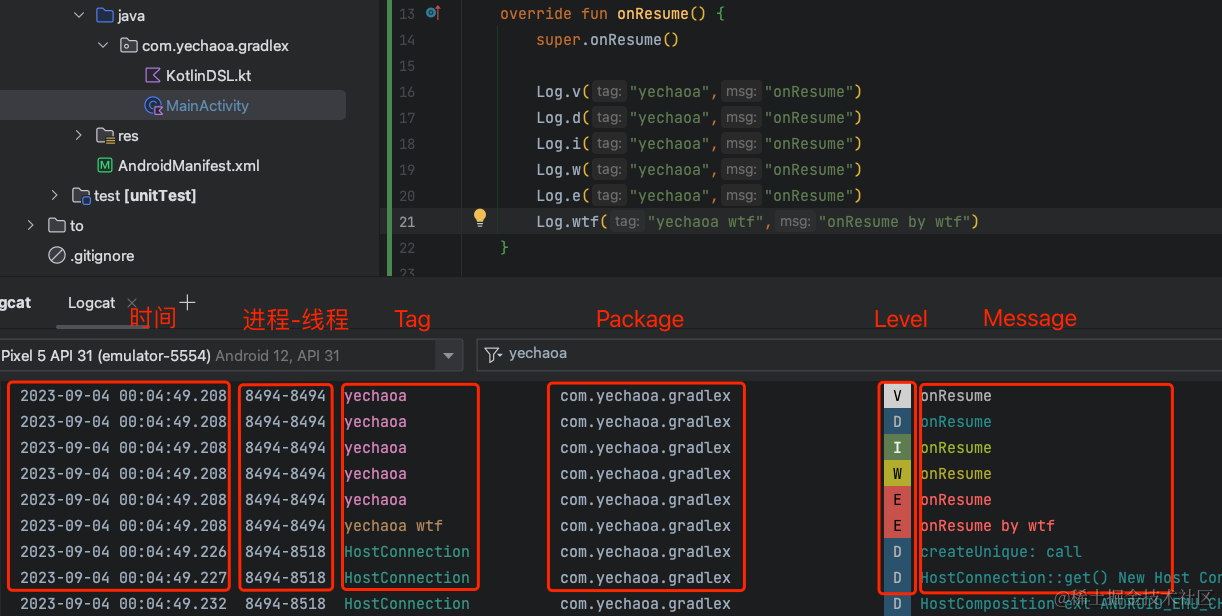 java
com.yechaoa.gradlex
KotlinDSL.kt
MainActivity
res
AndroidManifest.xml
test [unitTest]
to
.gitignore
13 override fun onResume() {
14 super.onResume()
15
16 Log.v( tag: "yechaoa", msg: "onResume")
17 Log.d( tag: "yechaoa", msg: "onResume")
18 Log.i( tag: "yechaoa", msg: "onResume")
19 Log.w( tag: "yechaoa", msg: "onResume")
20 Log.e( tag: "yechaoa", msg: "onResume")
21 Log.wtf( tag: "yechaoa wtf", msg: "onResume by wtf")
22 }
23
gcat Logcat
时间 进程-线程 Tag Package Level Message
Pixel 5 API 31 (emulator-5554) Android 12, API 31 yechaoa
2023-09-04 00:04:49.208 8494-8494 yechaoa com.yechaoa.gradlex V onResume
2023-09-04 00:04:49.208 8494-8494 yechaoa com.yechaoa.gradlex D onResume
2023-09-04 00:04:49.208 8494-8494 yechaoa com.yechaoa.gradlex I onResume
2023-09-04 00:04:49.208 8494-8494 yechaoa com.yechaoa.gradlex W onResume
2023-09-04 00:04:49.208 8494-8494 yechaoa com.yechaoa.gradlex E onResume
2023-09-04 00:04:49.208 8494-8494 yechaoa wtf com.yechaoa.gradlex E onResume by wtf
2023-09-04 00:04:49.226 8494-8518 HostConnection com.yechaoa.gradlex D createUnique: call
2023-09-04 00:04:49.227 8494-8518 HostConnection com.yechaoa.gradlex D HostConnection::get() New Host Con
2023-09-04 00:04:49.232 8494-8518 HostConnection com.yechaoa.gradlex D HostComposition ext ANDROID_EMU_CH
@稀土掘金技术社区